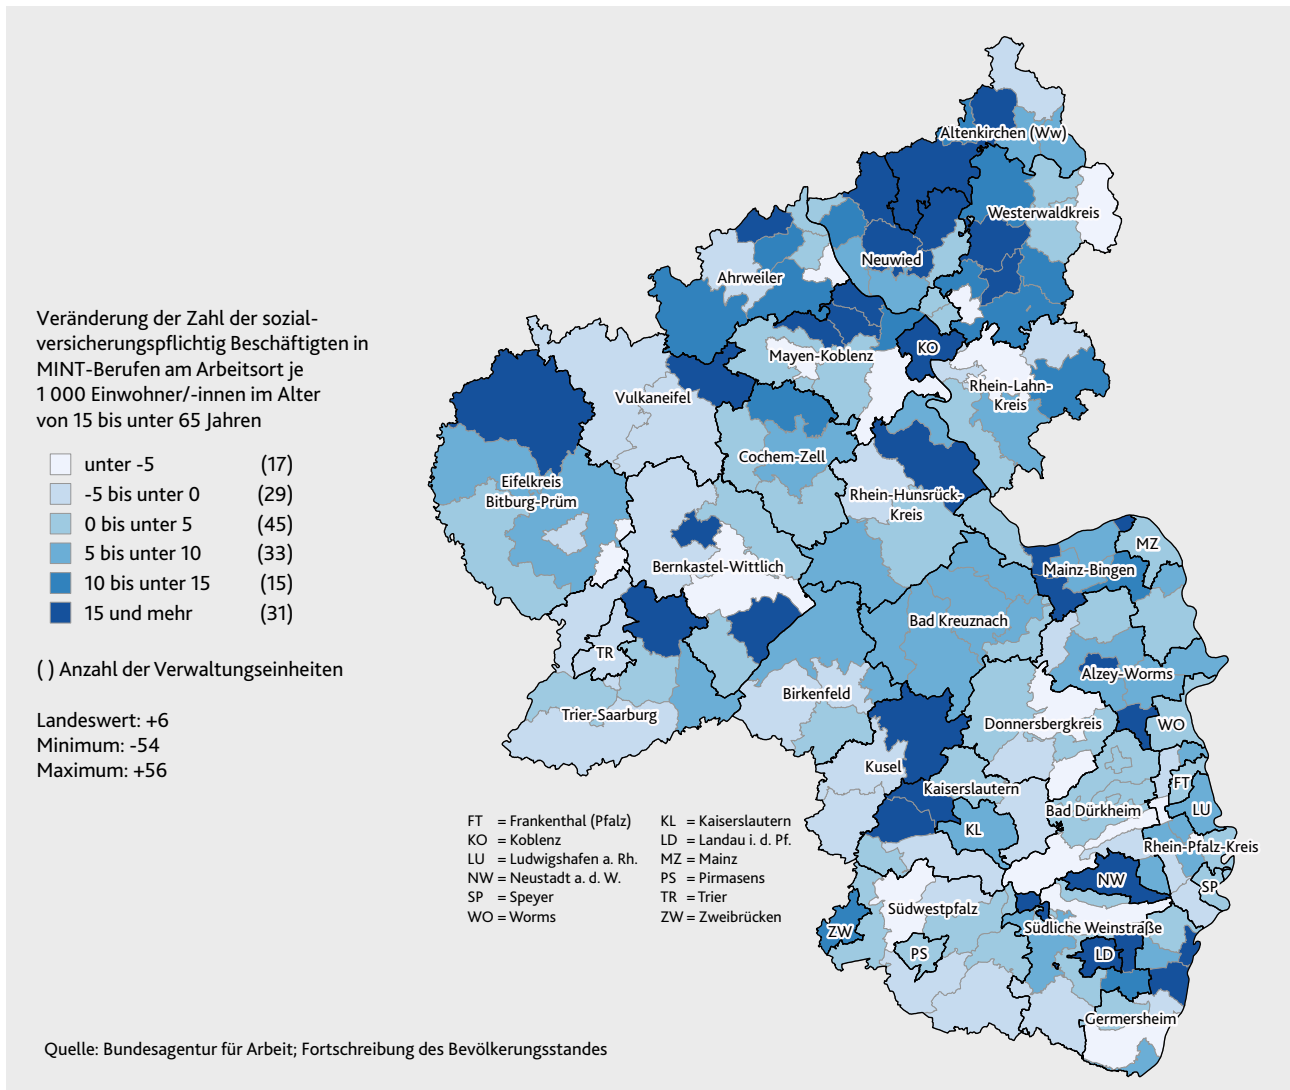 Altenkirchen (Ww)
Westerwaldkreis
Neuwied
Ahrweiler
KO
Mayen-Koblenz
Rhein-Lahn-
Kreis
Vulkaneifel
Cochem-Zell
Eifelkreis
Bitburg-Prüm
Rhein-Hunsrück-
Kreis
MZ
Mainz-Bingen
Bernkastel-Wittlich
Bad Kreuznach
TR
Alzey-Worms
Birkenfeld
Trier-Saarburg
Donnersbergkreis
WO
Kusel
Kaiserslautern
FT
Bad Dürkheim
LU
KL
Rhein-Pfalz-Kreis
NW
SP
Südwestpfalz
Südliche Weinstraße
ZW
PS
LD
Germersheim
Veränderung der Zahl der sozial-
versicherungspflichtig Beschäftigten in
MINT-Berufen am Arbeitsort je
1 000 Einwohner/-innen im Alter
von 15 bis unter 65 Jahren
unter -5 (17)
-5 bis unter 0 (29)
0 bis unter 5 (45)
5 bis unter 10 (33)
10 bis unter 15 (15)
15 und mehr (31)
( ) Anzahl der Verwaltungseinheiten
Landeswert: +6
Minimum: -54
Maximum: +56
FT = Frankenthal (Pfalz)
KO = Koblenz
LU = Ludwigshafen a. Rh.
NW = Neustadt a. d. W.
SP = Speyer
WO = Worms
KL = Kaiserslautern
LD = Landau i. d. Pf.
MZ = Mainz
PS = Pirmasens
TR = Trier
ZW = Zweibrücken
Quelle: Bundesagentur für Arbeit; Fortschreibung des Bevölkerungsstandes